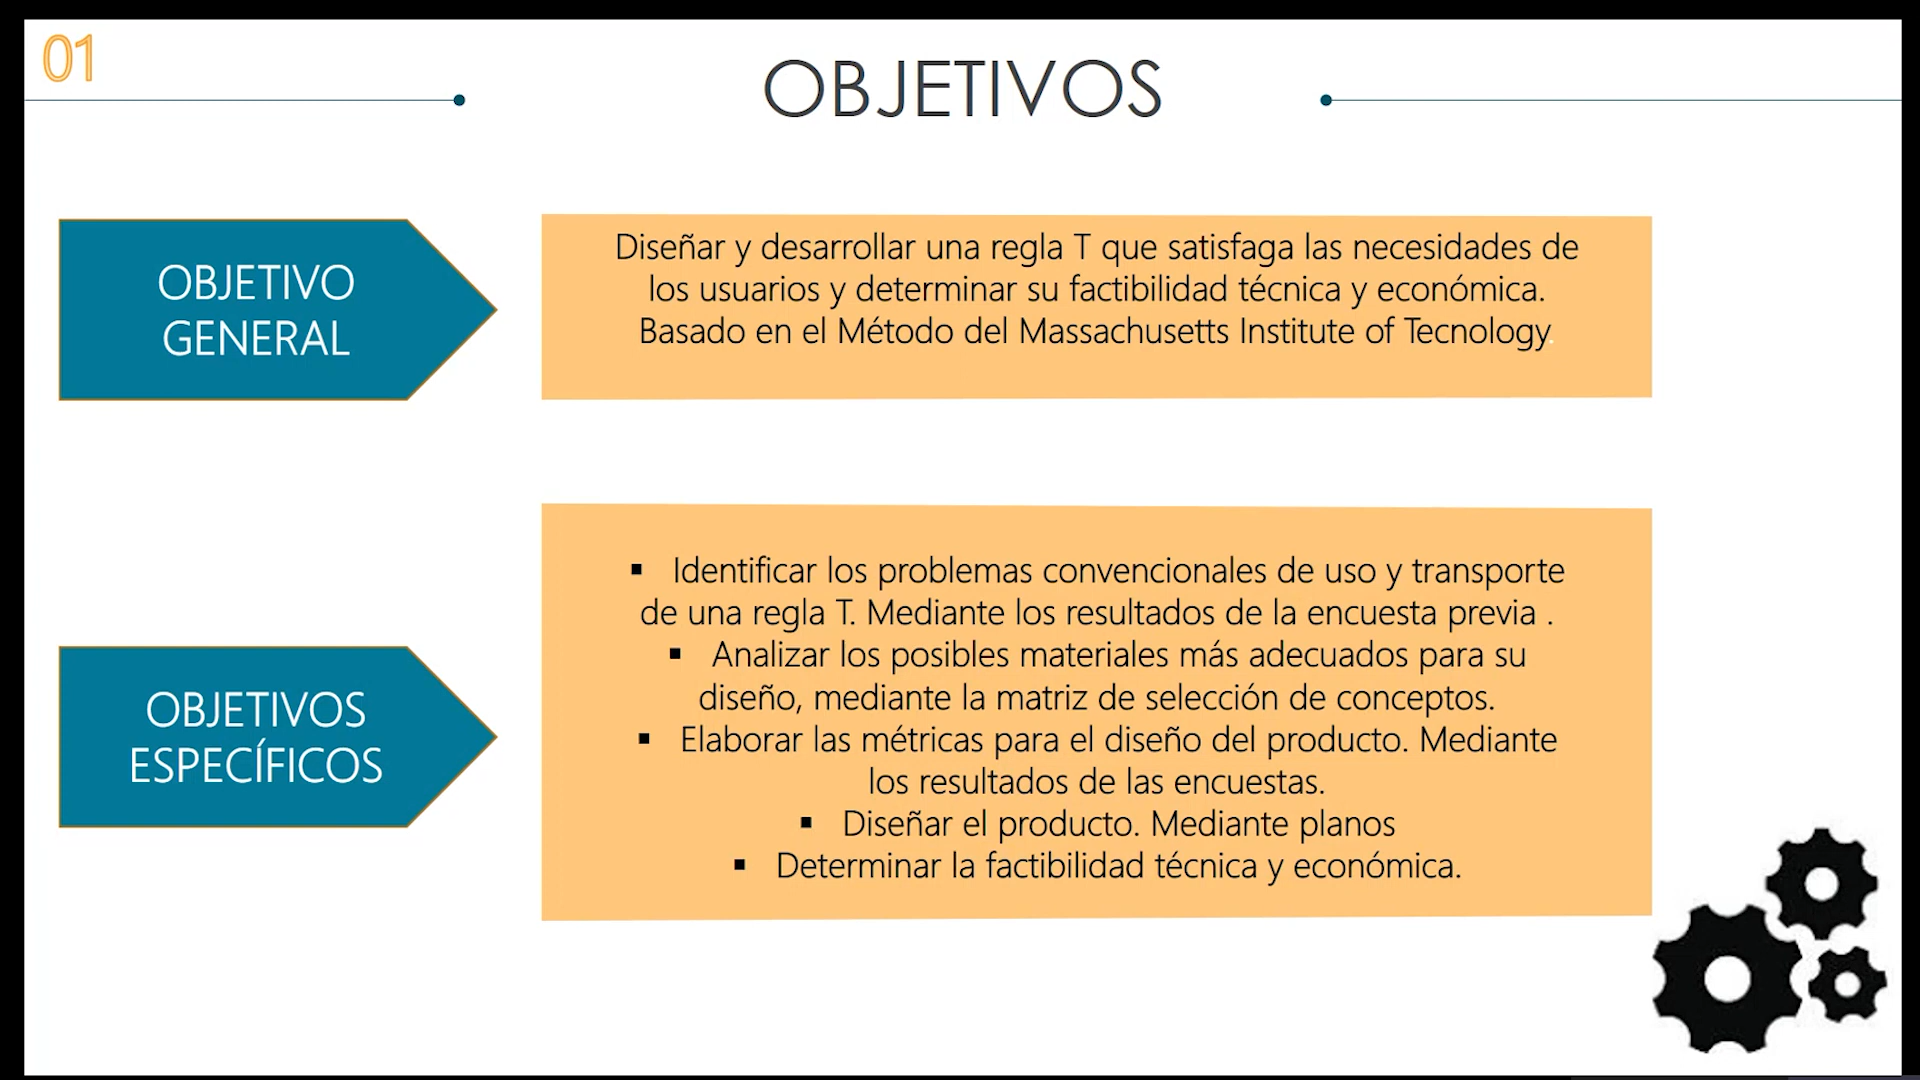 01
OBJETIVOS
OBJETIVO
GENERAL
Diseñar y desarrollar una regla T que satisfaga las necesidades de
los usuarios y determinar su factibilidad técnica y económica.
Basado en el Método del Massachusetts Institute of Tecnology.
OBJETIVOS
ESPECÍFICOS
▪ Identificar los problemas convencionales de uso y transporte
de una regla T. Mediante los resultados de la encuesta previa .
▪ Analizar los posibles materiales más adecuados para su
diseño, mediante la matriz de selección de conceptos.
▪ Elaborar las métricas para el diseño del producto. Mediante
los resultados de las encuestas.
▪ Diseñar el producto. Mediante planos
▪ Determinar la factibilidad técnica y económica.